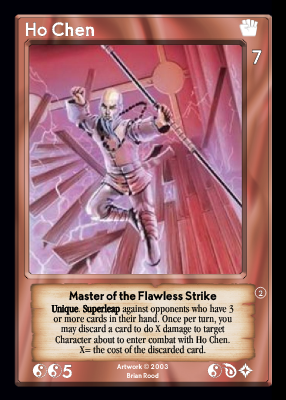 Ho Chen
7
Master of the Flawless Strike
2
Unique. Superleap against opponents who have 3
or more cards in their hand. Once per turn, you
may discard a card to do X damage to target
Character about to enter combat with Ho Chen.
X= the cost of the discarded card.
5
Artwork © 2003
Brian Rood